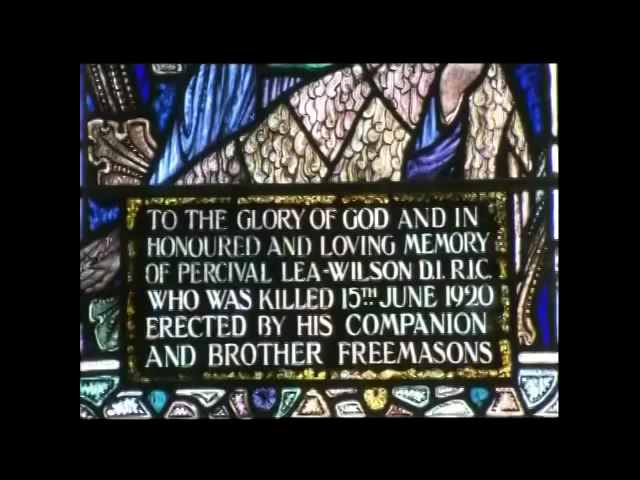 TO THE GLORY OF GOD AND IN
HONOURED AND LOVING MEMORY
OF PERCIVAL LEA-WILSON D.I. R.I.C.
WHO WAS KILLED 15TH JUNE 1920
ERECTED BY HIS COMPANION
AND BROTHER FREEMASONS